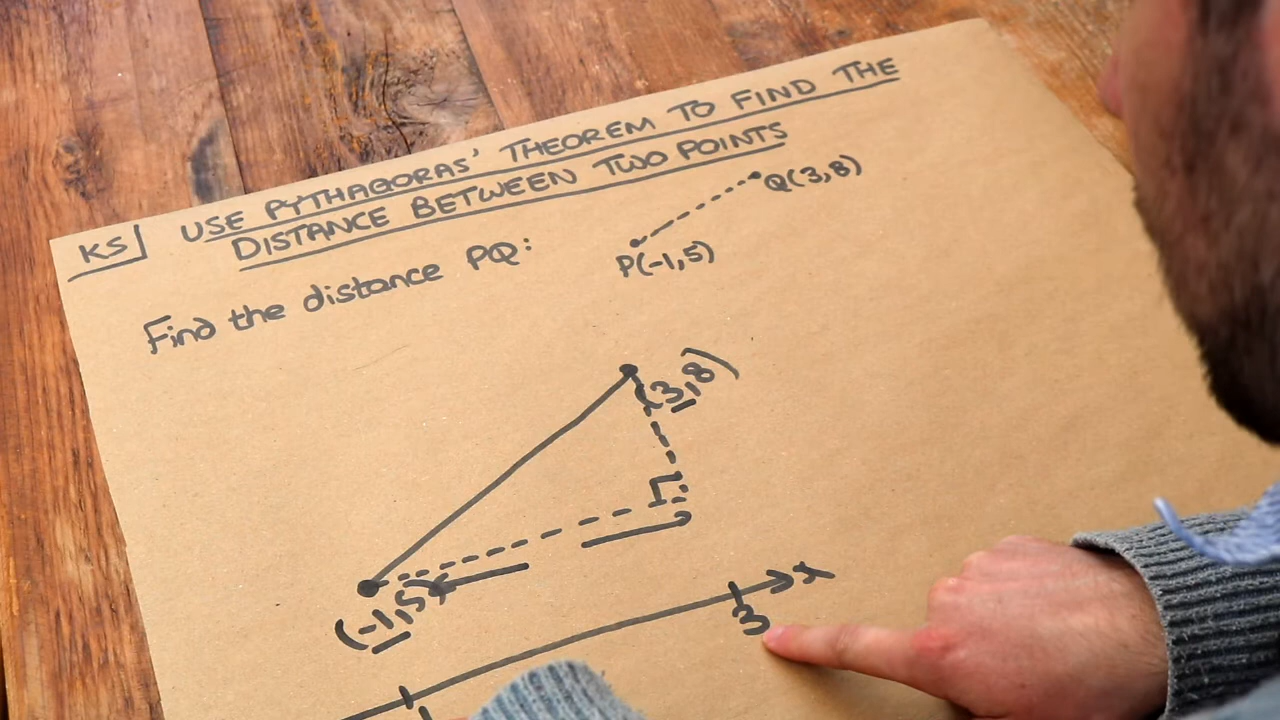 KS
USE PYTHAGORAS' THEOREM TO FIND THE
DISTANCE BETWEEN TWO POINTS
Find the distance PQ:
Q(3,8)
P(-1,5)
(3,8)
(-1,5)
x
3